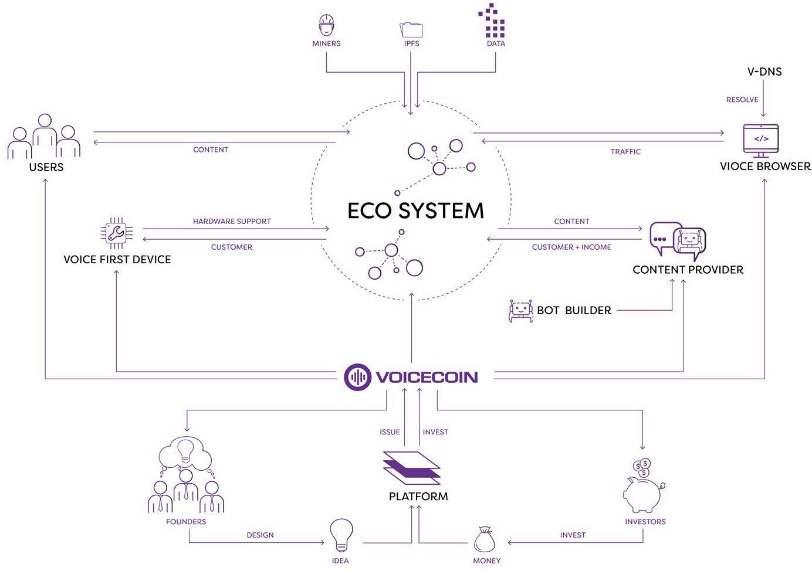 MINERS
IPFS
DATA
V-DNS
RESOLVE
</>
USERS
CONTENT
TRAFFIC
VIOCE BROWSER
ECO SYSTEM
HARDWARE SUPPORT
CUSTOMER
VOICE FIRST DEVICE
CONTENT
CUSTOMER + INCOME
CONTENT PROVIDER
BOT BUILDER
VOICECOIN
ISSUE
INVEST
PLATFORM
$ $
$
FOUNDERS
INVESTORS
DESIGN
INVEST
IDEA
MONEY